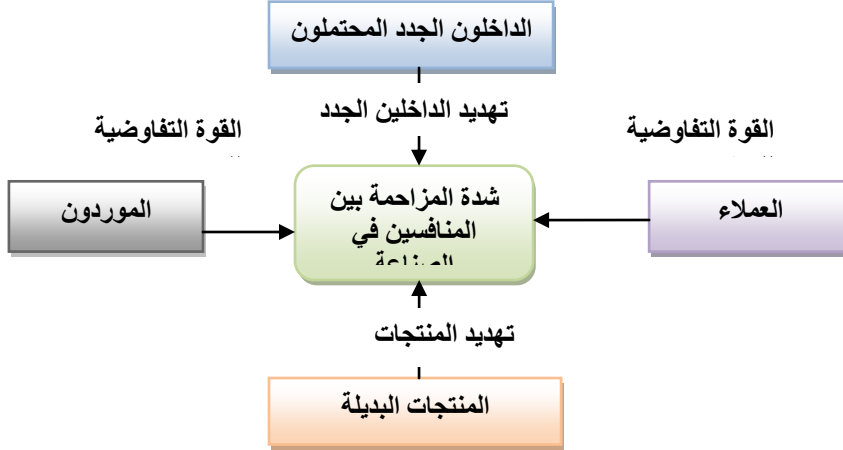 الداخلون الجدد المحتملون
تهديد الداخلين الجدد
القوة التفاوضية
القوة التفاوضية
العملاء
شدة المزاحمة بين
المنافسين في
الصناعة
الموردون
تهديد المنتجات
المنتجات البديلة